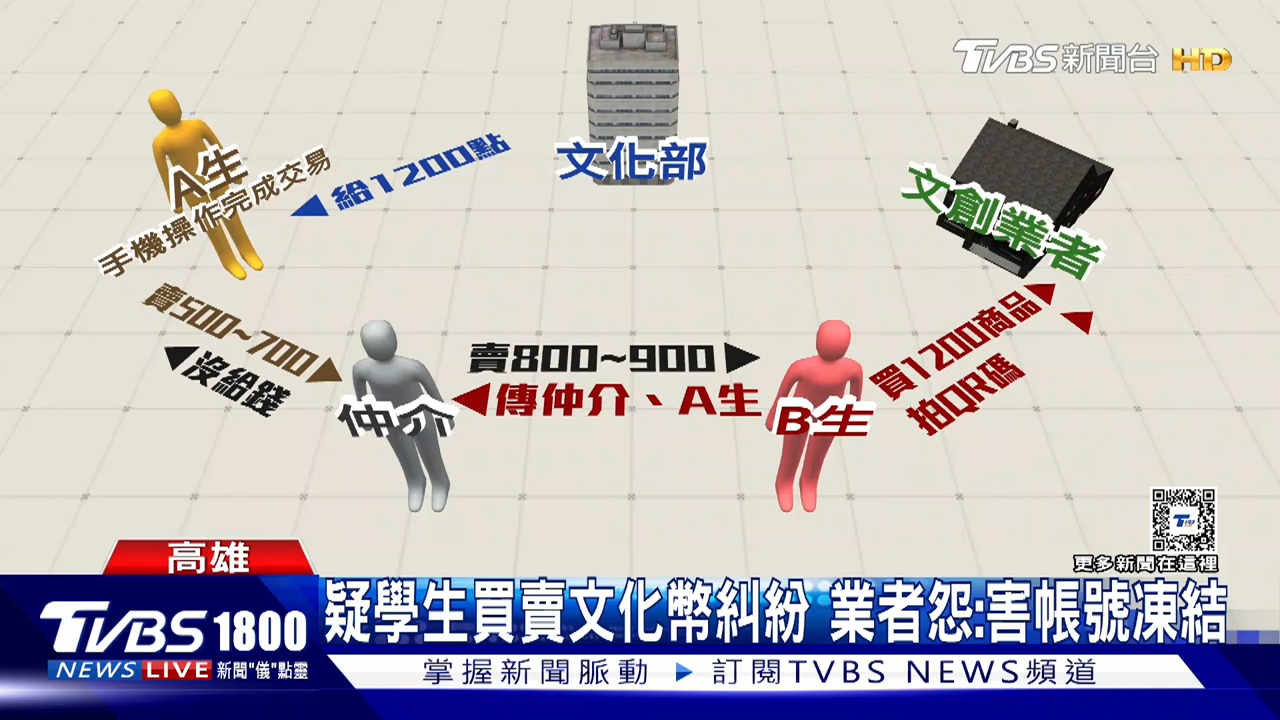 TVBS新聞台 HD
文化部
給1200點
A生
手機操作完成交易
文創業者
賣500~700
沒給錢
仲介
賣800~900
傳仲介、A生
B生
買1200商品
拍QR碼
更多新聞在這裡
高雄
疑學生買賣文化幣糾紛 業者怨:害帳號凍結
TVBS 1800
NEWS LIVE 新聞"儀"點靈
掌握新聞脈動 訂閱TVBS NEWS頻道